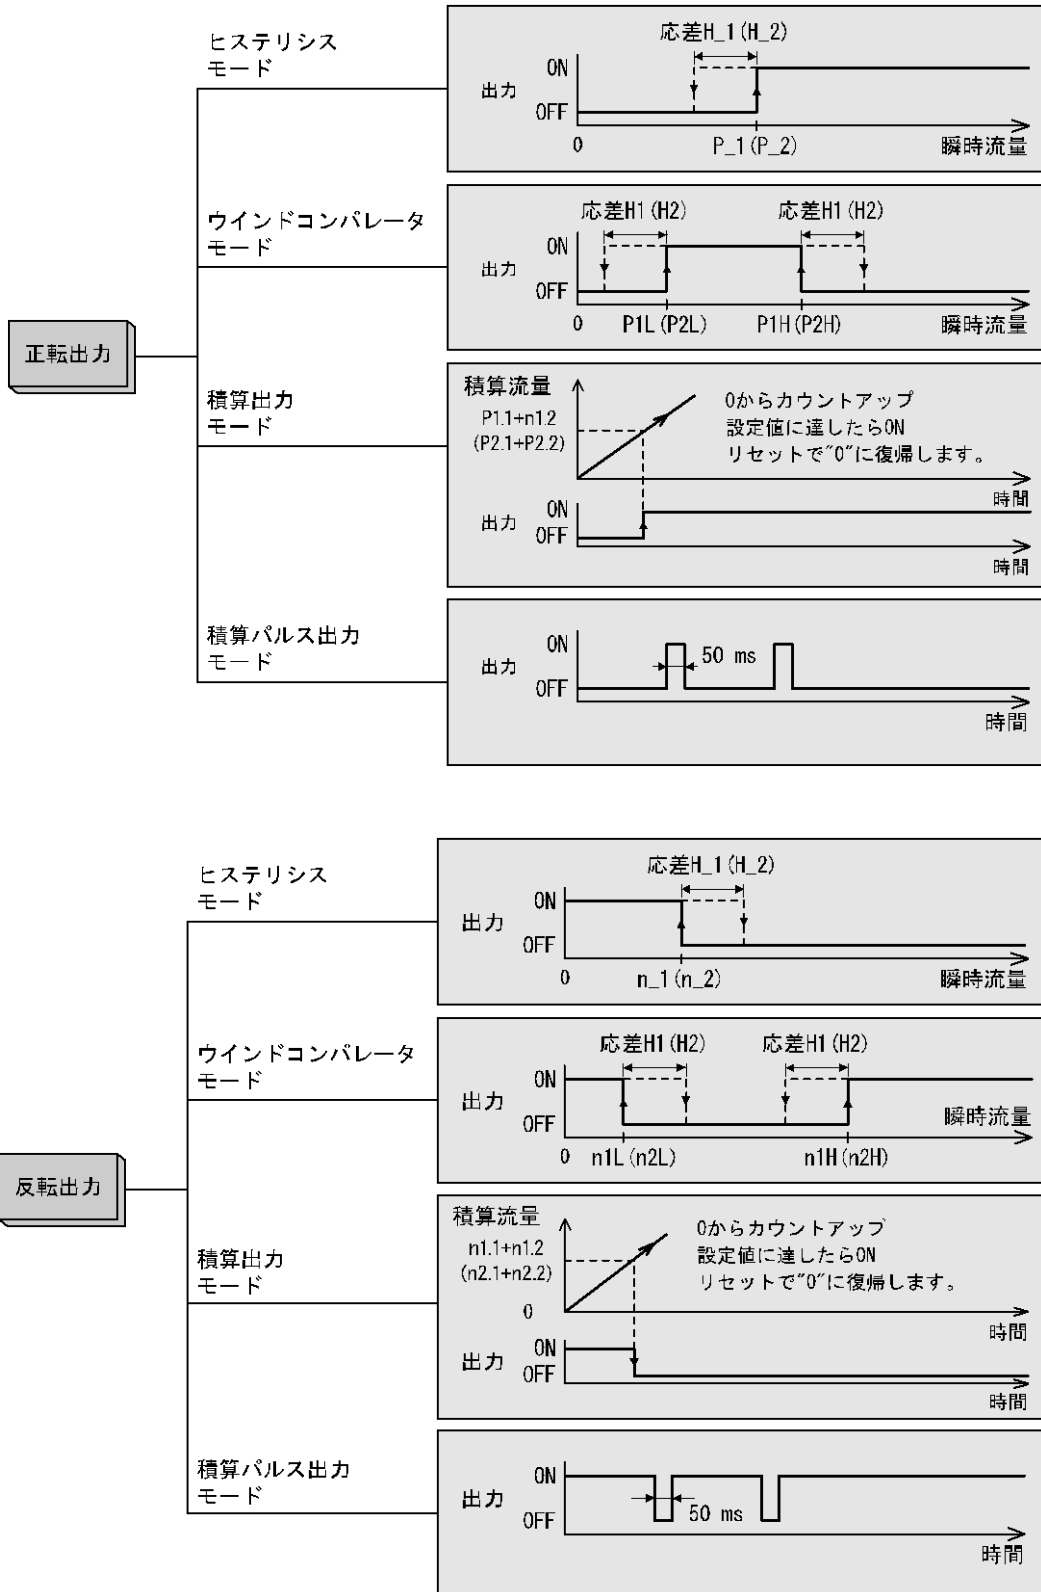 正転出力
ヒステリシス
モード
応差H_1(H_2)
出力
ON
OFF
0
P_1(P_2)
瞬時流量
ウインドコンパレータ
モード
応差H1(H2)
応差H1(H2)
出力
ON
OFF
0
P1L(P2L)
P1H(P2H)
瞬時流量
積算出力
モード
積算流量
P1.1+n1.2
(P2.1+P2.2)
0からカウントアップ
設定値に達したらON
リセットで"0"に復帰します。
時間
出力
ON
OFF
時間
積算パルス出力
モード
出力
ON
OFF
50 ms
時間
反転出力
ヒステリシス
モード
応差H_1(H_2)
出力
ON
OFF
0
n_1(n_2)
瞬時流量
ウインドコンパレータ
モード
応差H1(H2)
応差H1(H2)
出力
ON
OFF
0
n1L(n2L)
n1H(n2H)
瞬時流量
積算出力
モード
積算流量
n1.1+n1.2
(n2.1+n2.2)
0
0からカウントアップ
設定値に達したらON
リセットで"0"に復帰します。
時間
出力
ON
OFF
時間
積算パルス出力
モード
出力
ON
OFF
50 ms
時間